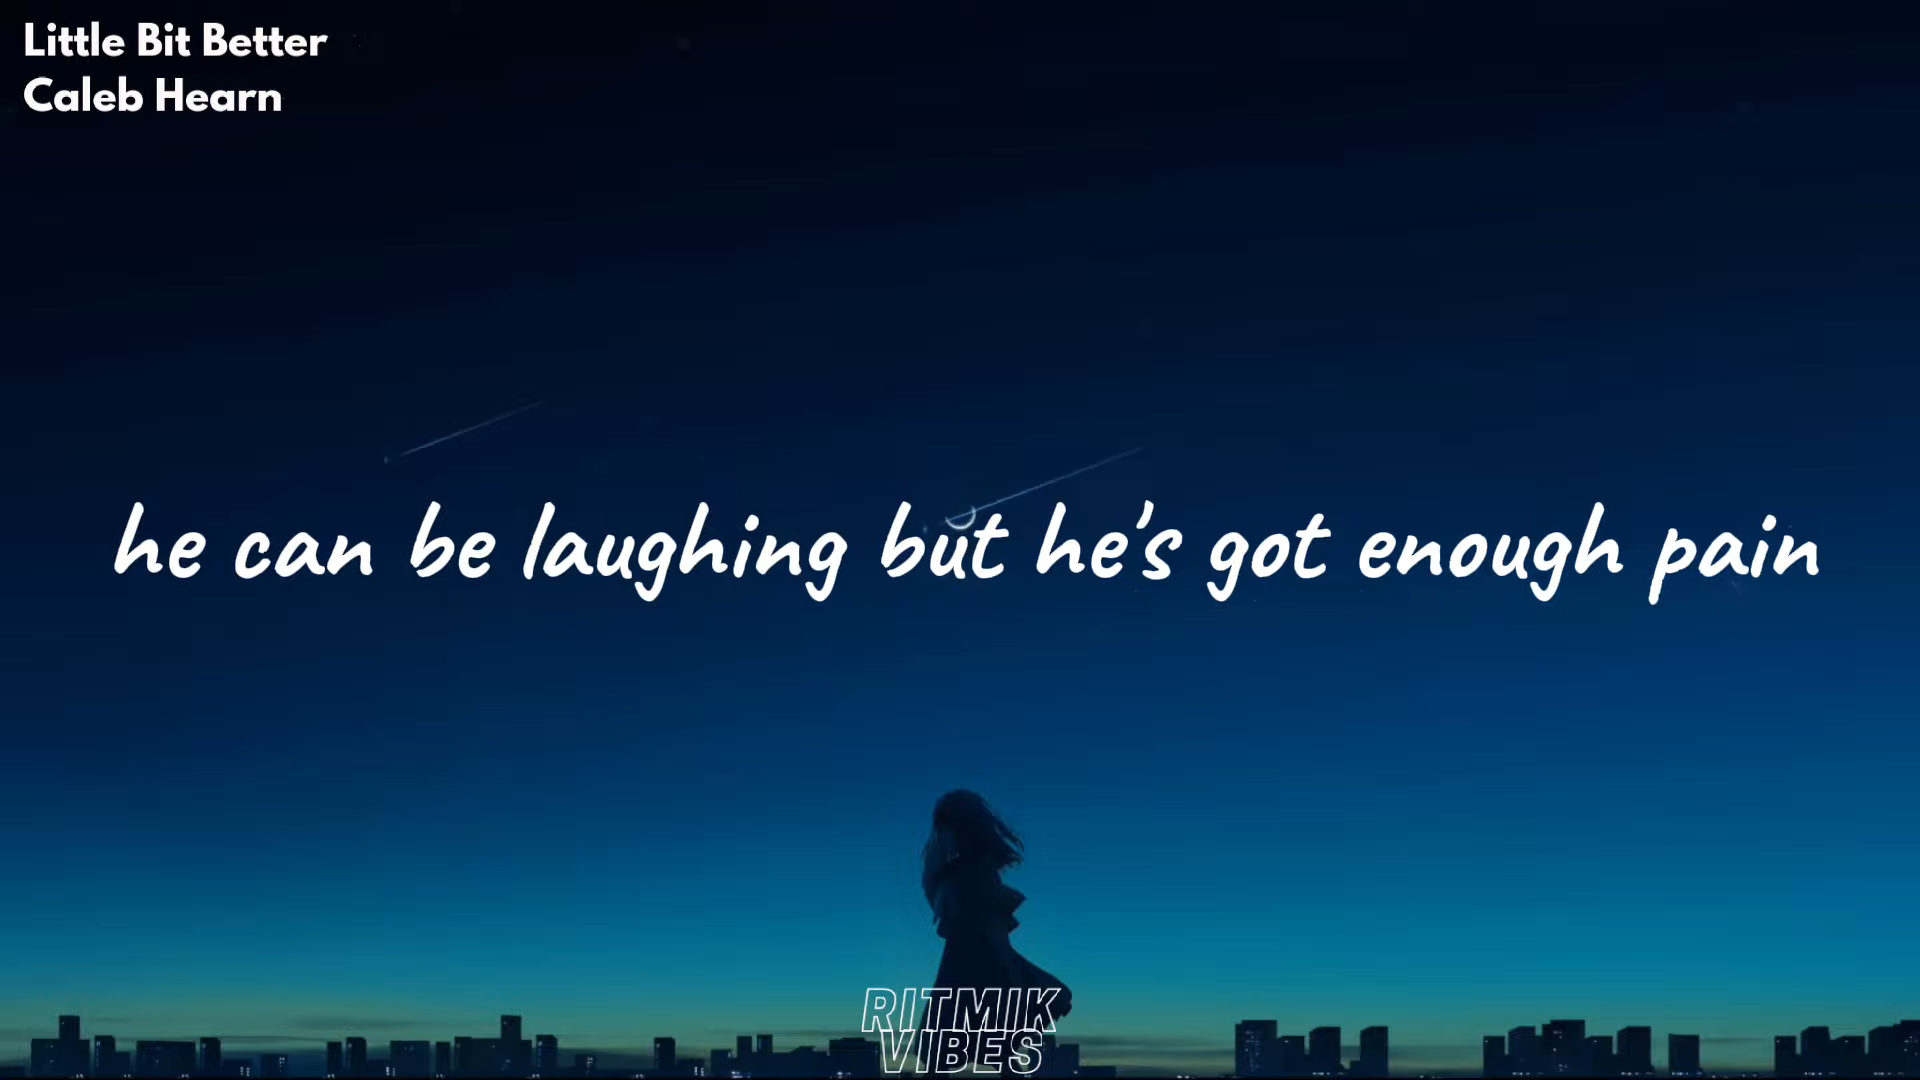 Little Bit Better
Caleb Hearn
he can be laughing but he's got enough pain
RITMIK
VIBES